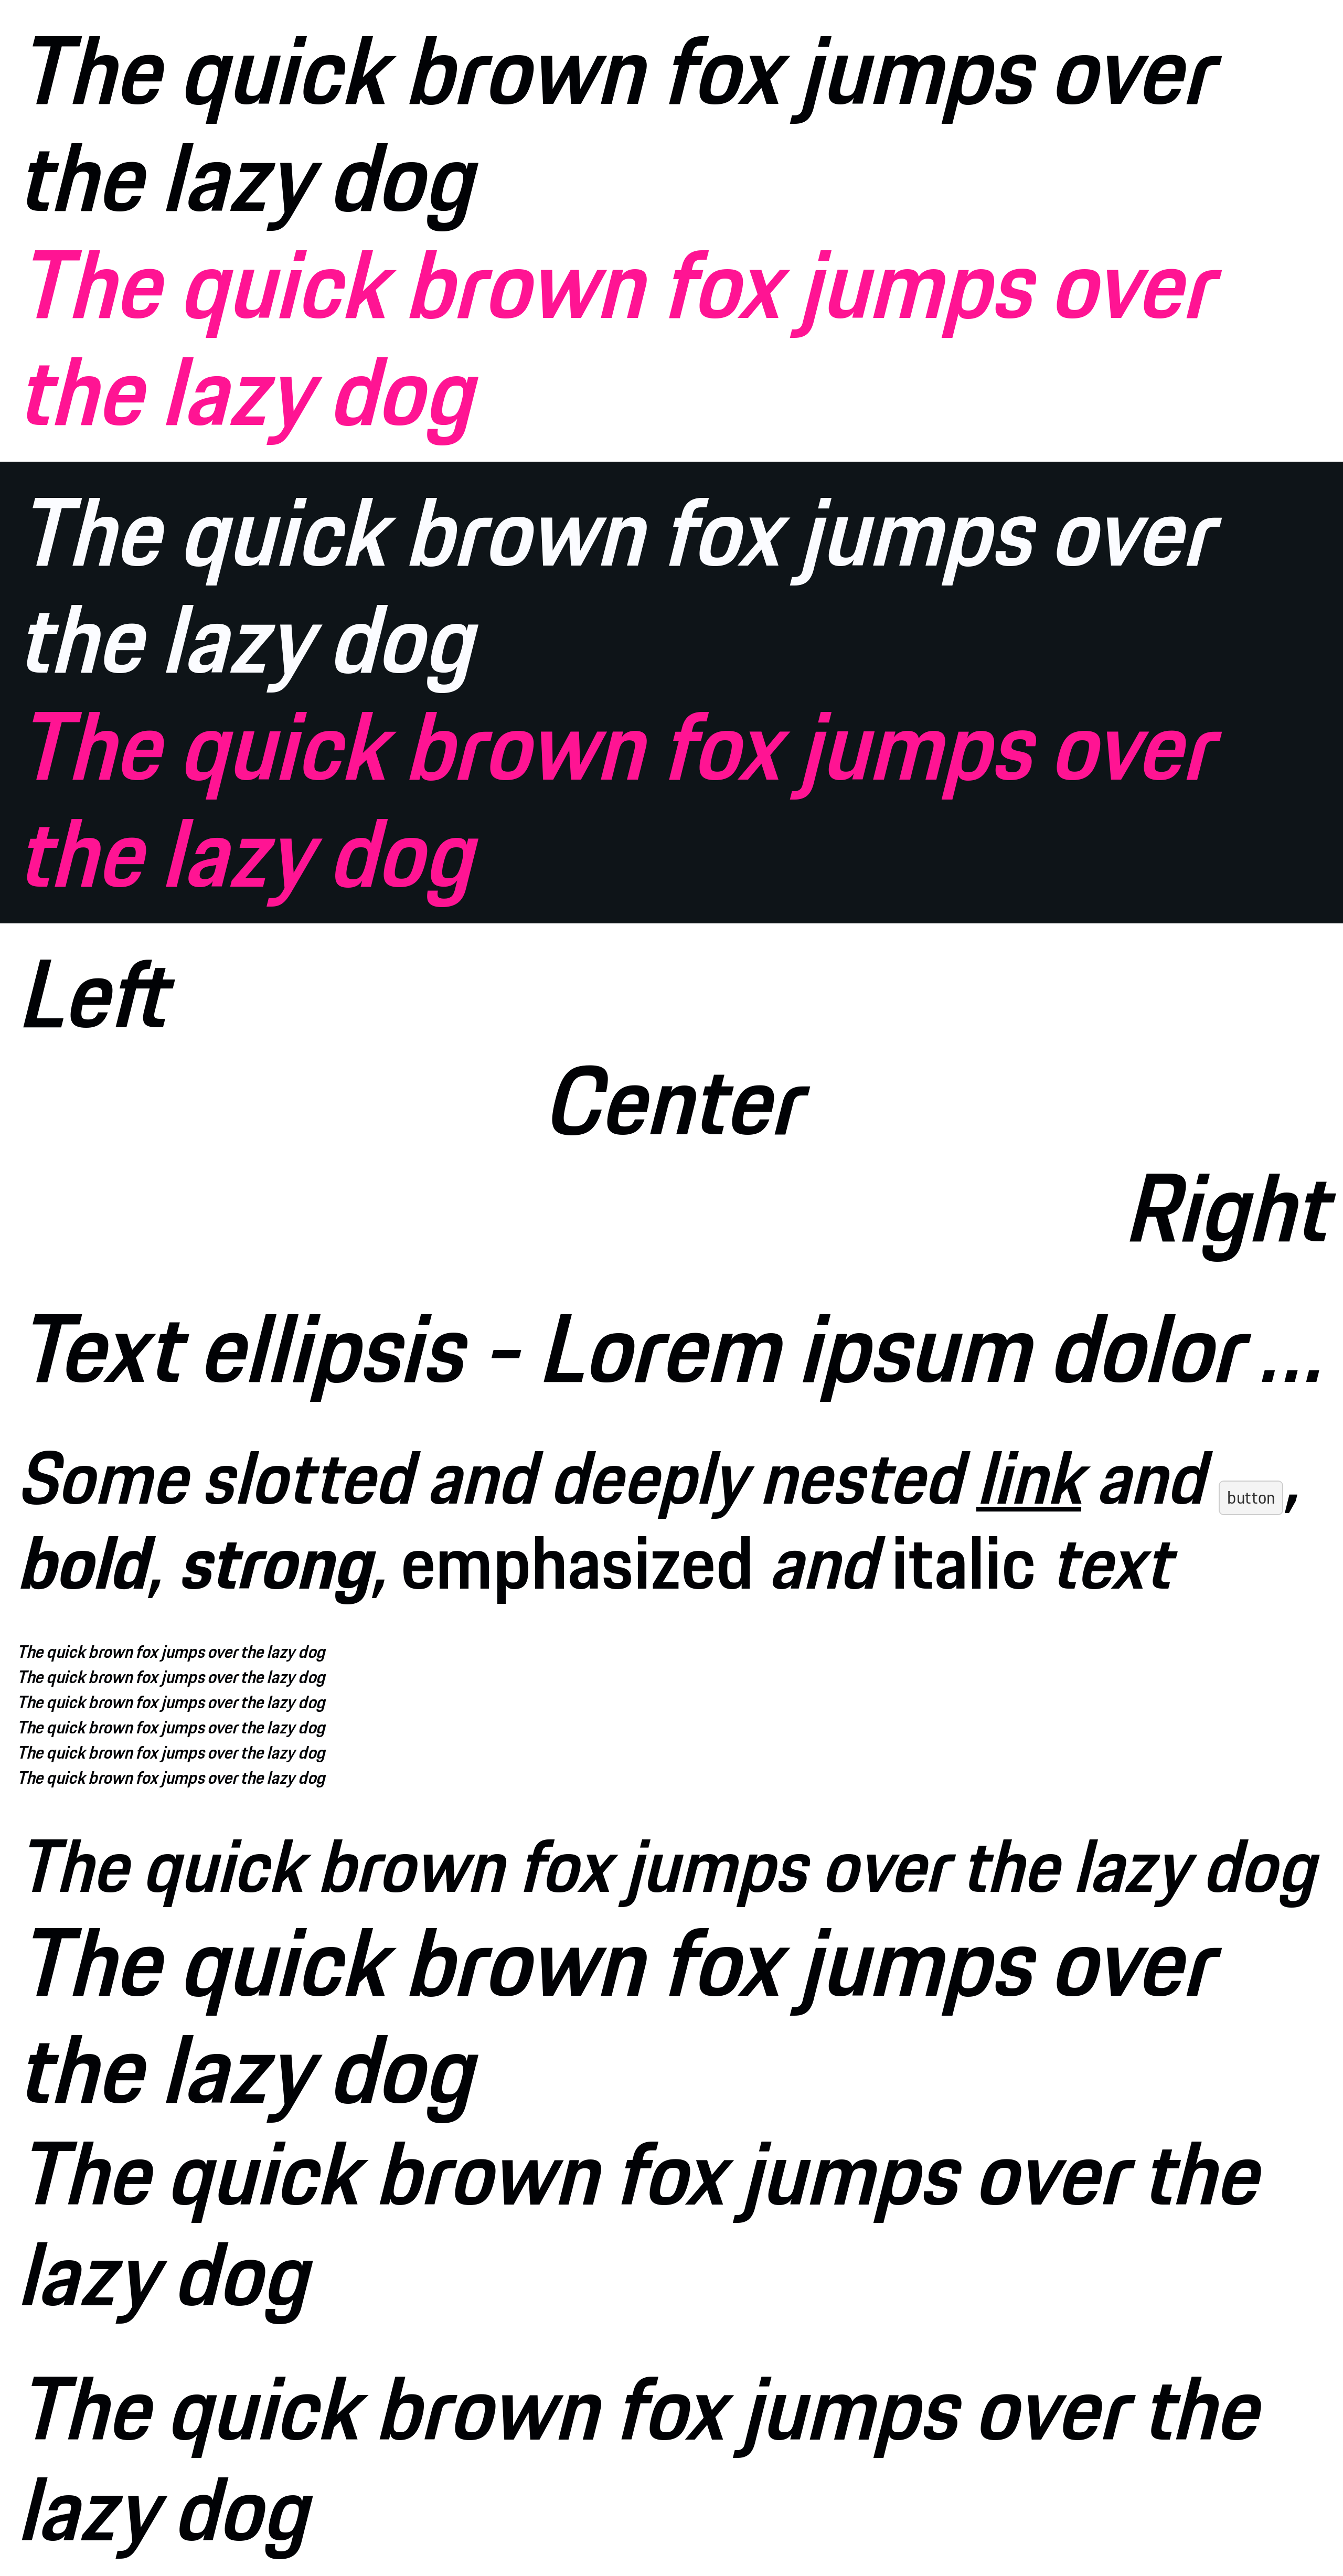 The quick brown fox jumps over
the lazy dog
The quick brown fox jumps over
the lazy dog
The quick brown fox jumps over
the lazy dog
The quick brown fox jumps over
the lazy dog
Left
Center
Right
Text ellipsis - Lorem ipsum dolor ...
Some slotted and deeply nested link and button,
bold, strong, emphasized and italic text
The quick brown fox jumps over the lazy dog
The quick brown fox jumps over the lazy dog
The quick brown fox jumps over the lazy dog
The quick brown fox jumps over the lazy dog
The quick brown fox jumps over the lazy dog
The quick brown fox jumps over the lazy dog
The quick brown fox jumps over the lazy dog
The quick brown fox jumps over
the lazy dog
The quick brown fox jumps over the
lazy dog
The quick brown fox jumps over the
lazy dog